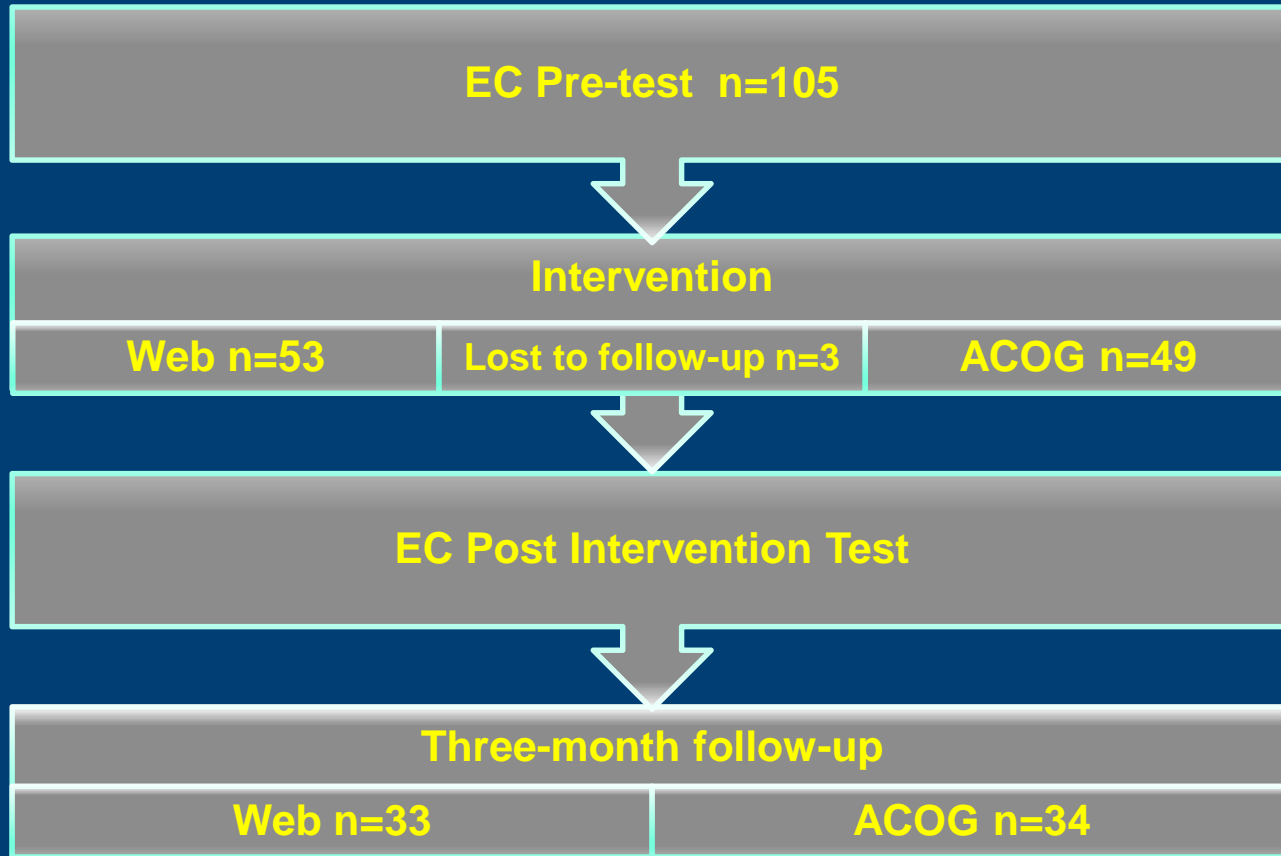 EC Pre-test n=105
Intervention
Web n=53
Lost to follow-up n=3
ACOG n=49
EC Post Intervention Test
Three-month follow-up
Web n=33
ACOG n=34